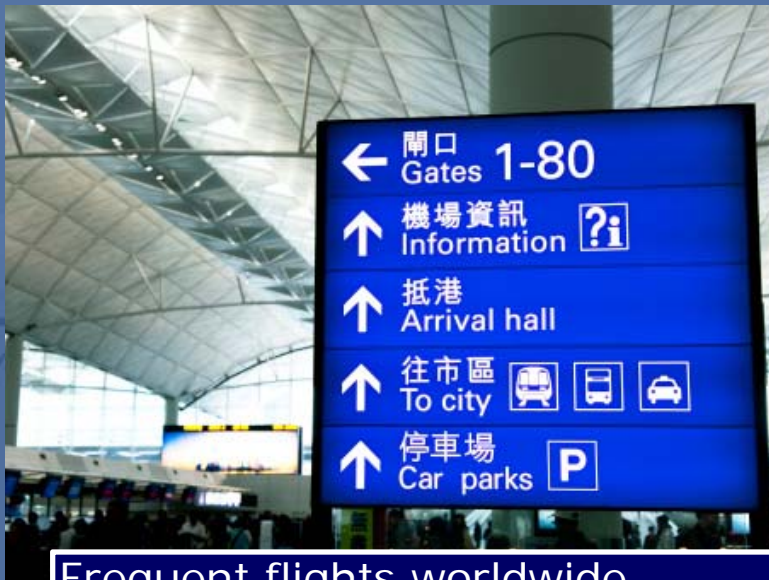 閘口
Gates 1-80
機場資訊
Information ?i
抵港
Arrival hall
往市區
To city
停車場
Car parks P
Frequent flights worldwide